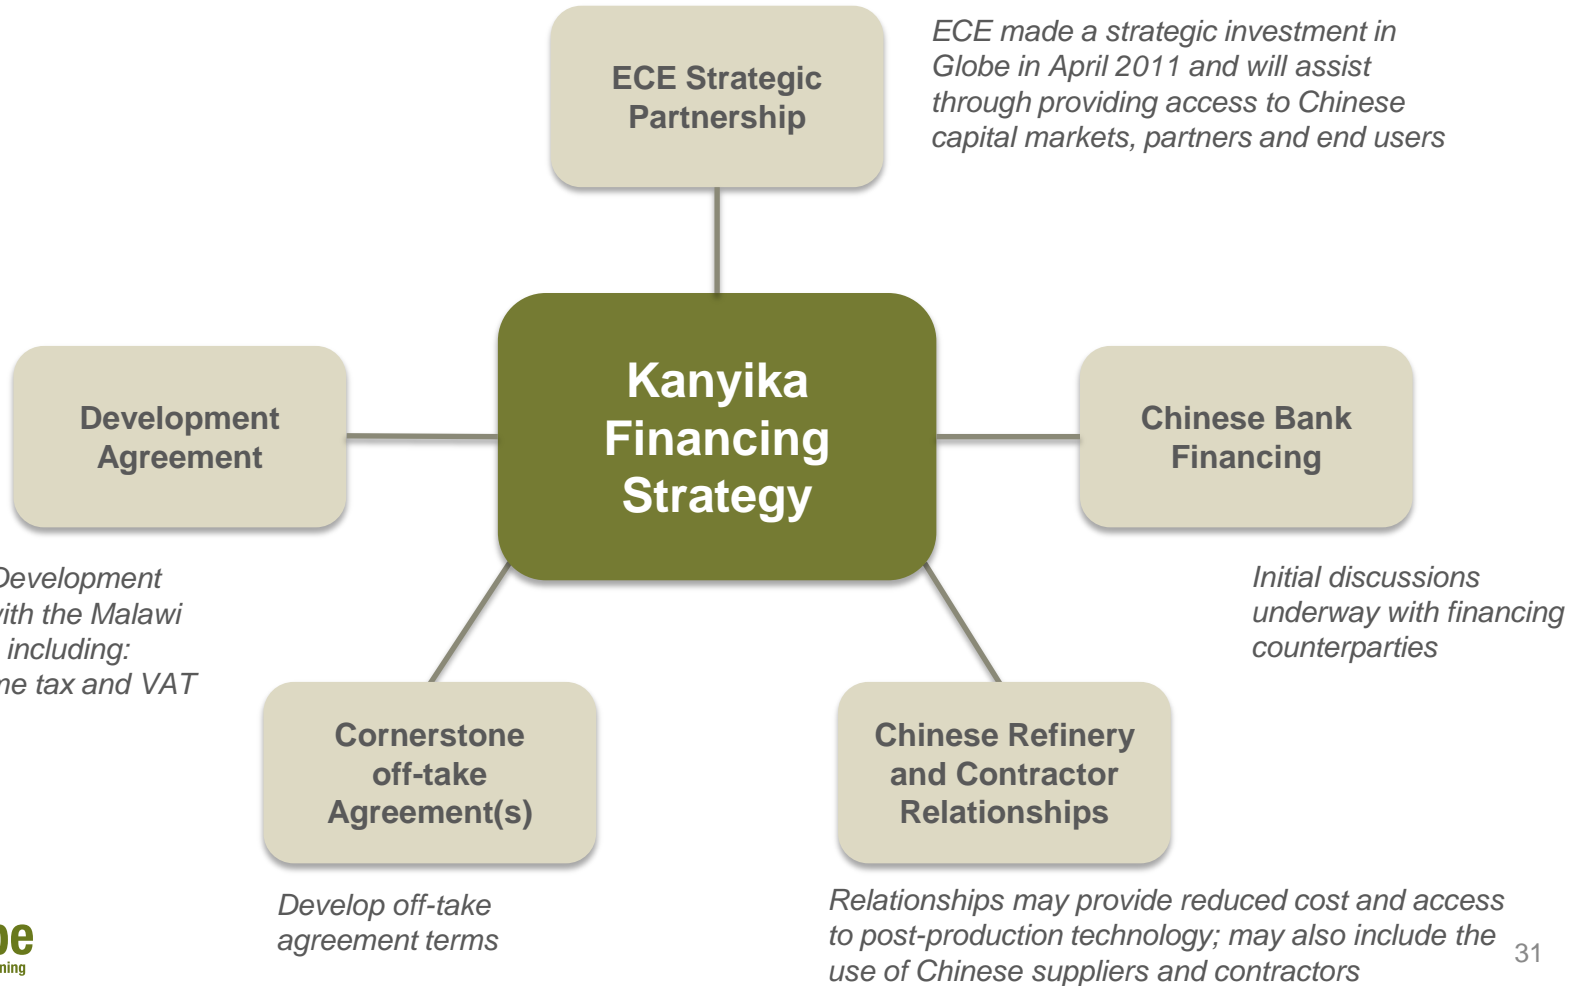 ECE Strategic
Partnership
ECE made a strategic investment in
Globe in April 2011 and will assist
through providing access to Chinese
capital markets, partners and end users
Kanyika
Financing
Strategy
Development
Agreement
Chinese Bank
Financing
Development
with the Malawi
including:
tax and VAT
Initial discussions
underway with financing
counterparties
Cornerstone
off-take
Agreement(s)
Chinese Refinery
and Contractor
Relationships
Develop off-take
agreement terms
Relationships may provide reduced cost and access
to post-production technology; may also include the
use of Chinese suppliers and contractors
31